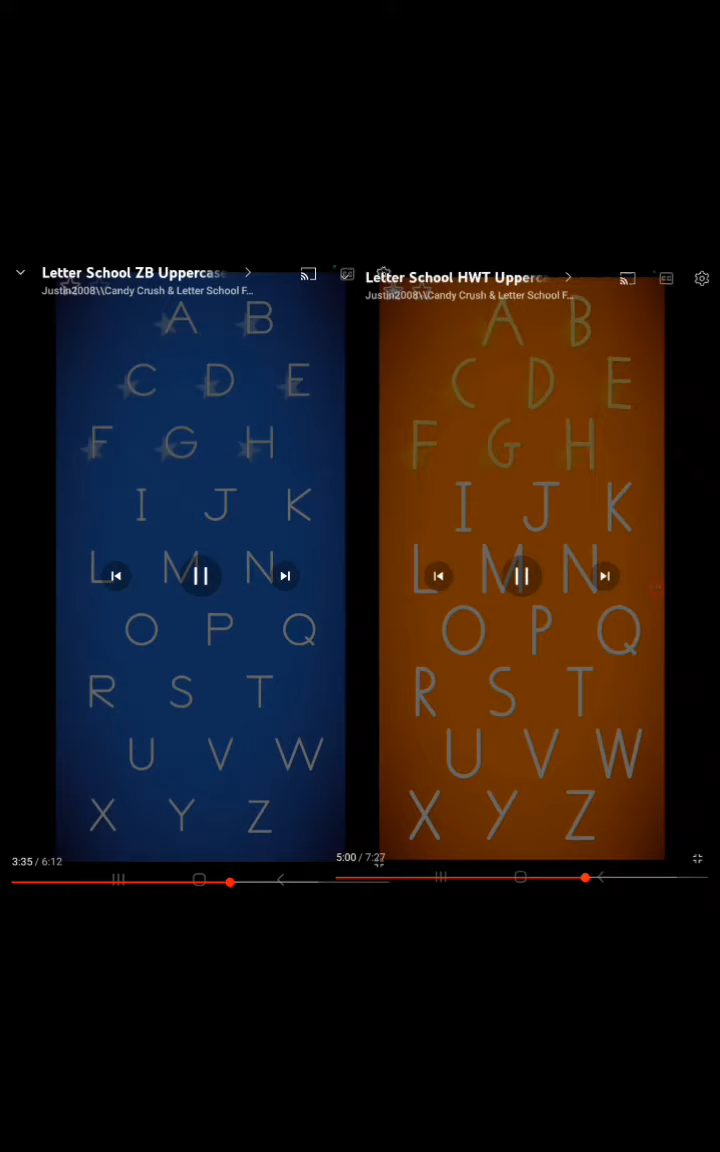 Letter School ZB Uppercase
Justin2008\\Candy Crush & Letter School F...
A B
C D E
F G H
I J K
L M N
O P Q
R S T
U V W
X Y Z
3:35 / 6:12
Letter School HWT Upperc
Justin2008\\Candy Crush & Letter School F...
A B
C D E
F G H
I J K
L M N
O P Q
R S T
U V W
X Y Z
5:00 / 7:27